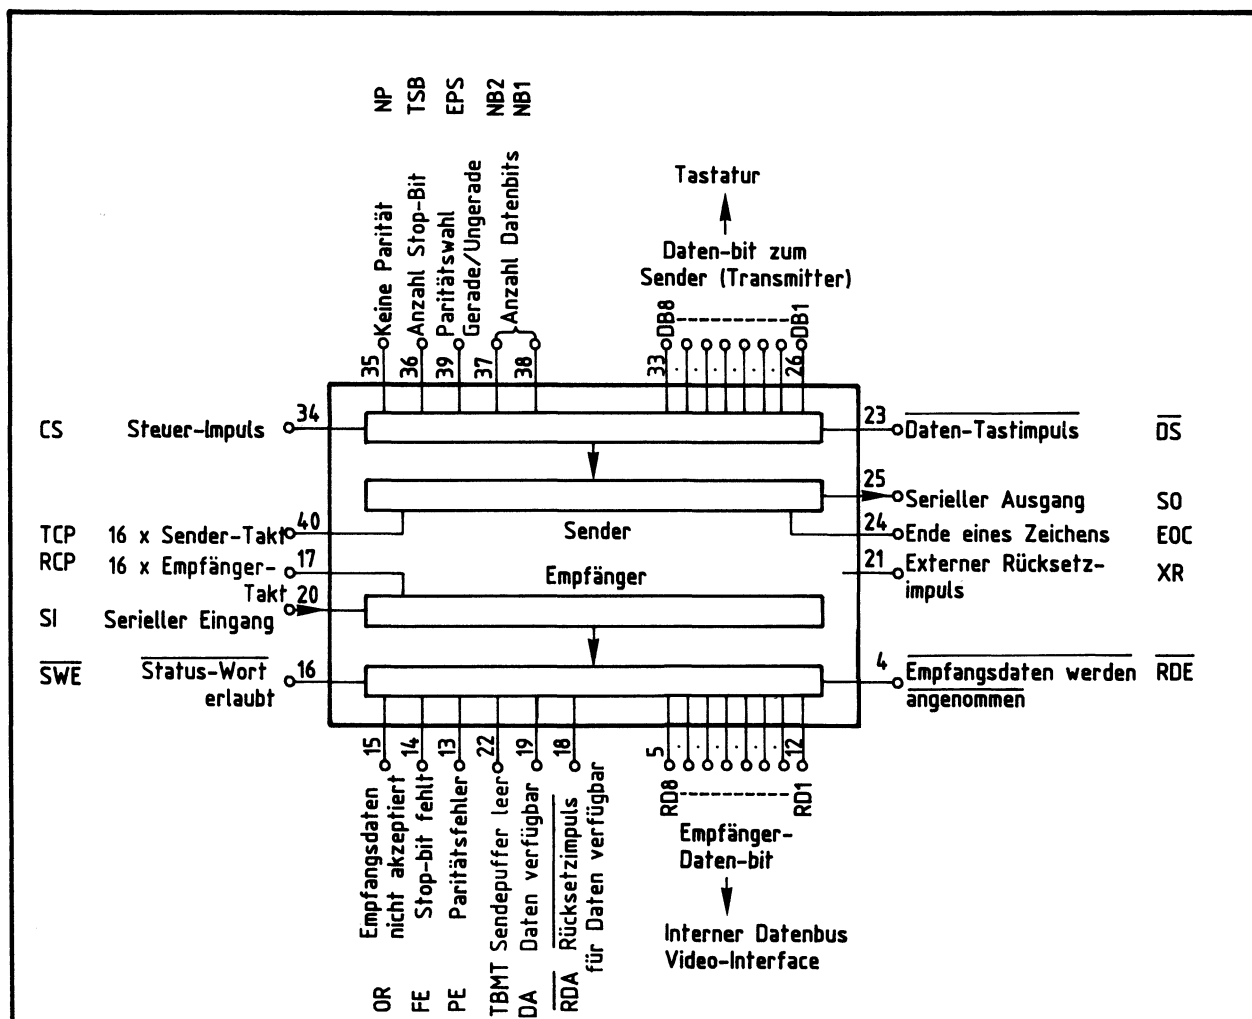 NP
TSB
EPS
NB2
NB1
Keine Parität
Anzahl Stop-Bit
Paritätswahl
Gerade/Ungerade
Anzahl Datenbits
35
36
39
37
38
Tastatur
Daten-bit zum
Sender (Transmitter)
DB8
DB1
33
26
CS
Steuer-Impuls
34
23
Daten-Tastimpuls
DS
25
Serieller Ausgang
SO
TCP
16 x Sender-Takt
40
Sender
24
Ende eines Zeichens
EOC
RCP
16 x Empfänger-
Takt
17
Empfänger
21
Externer Rücksetz-
impuls
XR
SI
Serieller Eingang
20
SWE
Status-Wort
erlaubt
16
4
Empfangsdaten werden
angenommen
RDE
15
14
13
22
19
18
5
12
Empfangsdaten
nicht akzeptiert
Stop-bit fehlt
Paritätsfehler
Sendepuffer leer
Daten verfügbar
Rücksetzimpuls
für Daten verfügbar
OR
FE
PE
TBMT
DA
RDA
RD8
RD1
Empfänger-
Daten-bit
Interner Datenbus
Video-Interface